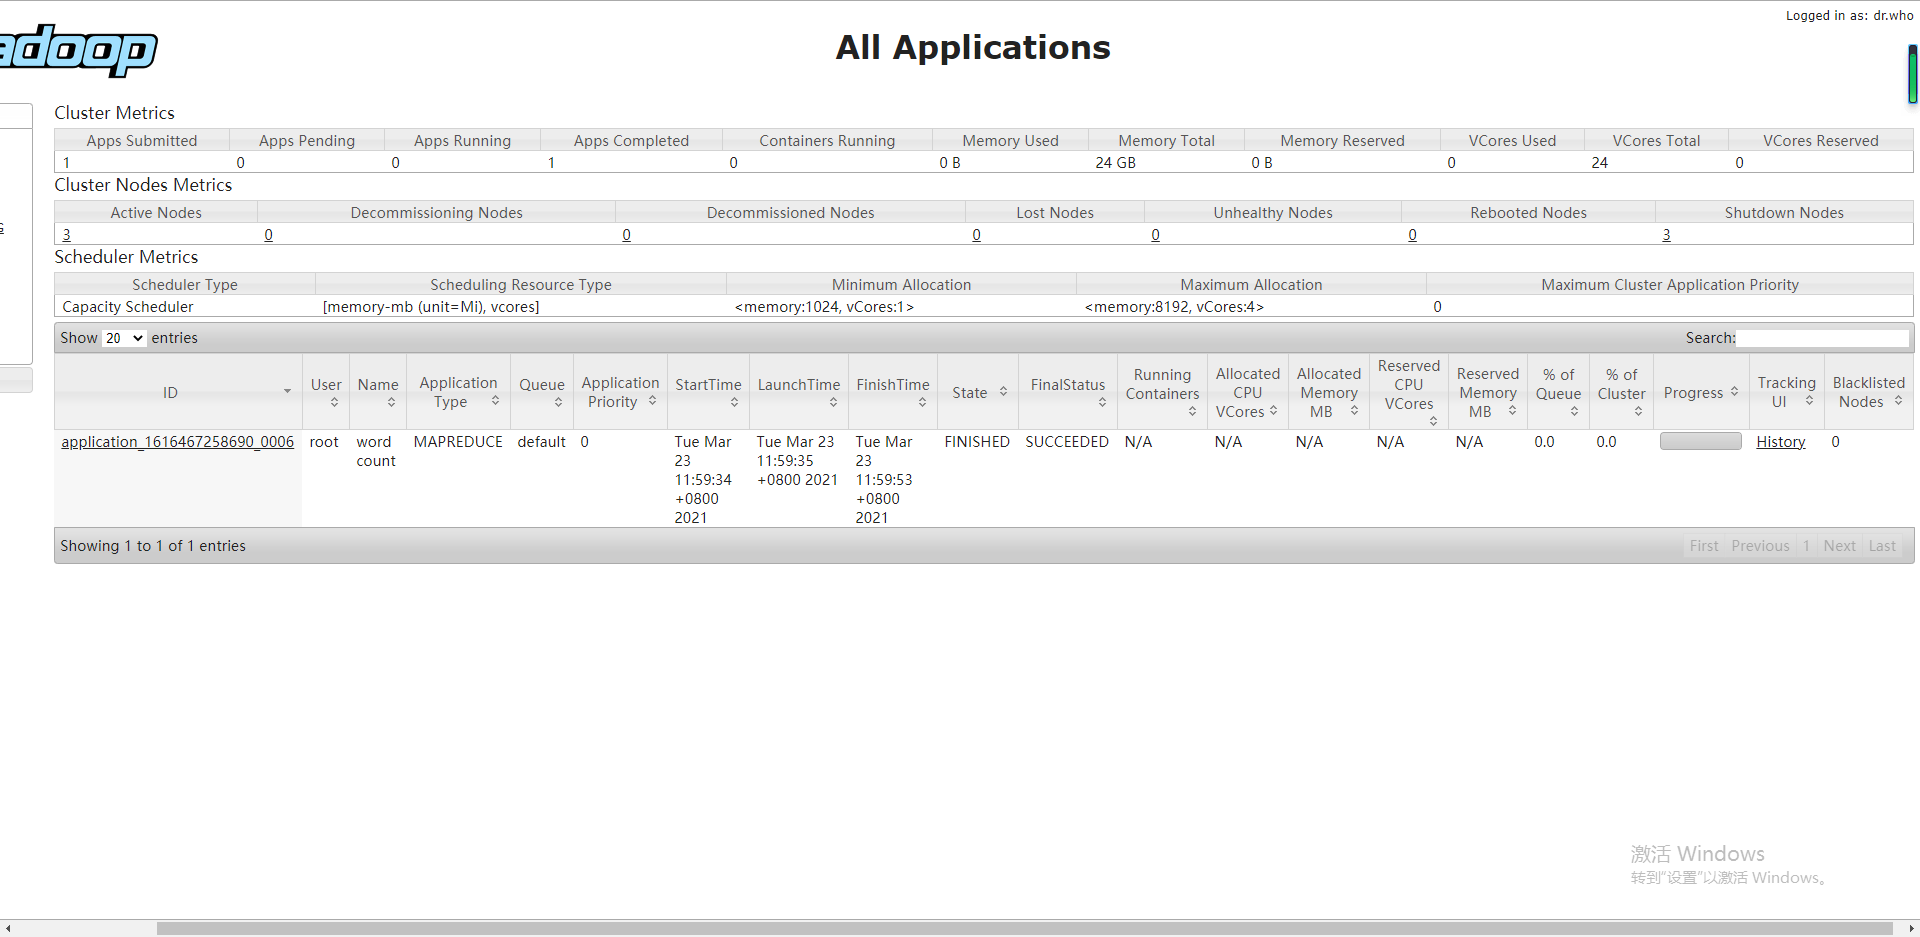 Logged in as: dr.who
adoop
All Applications
Cluster Metrics
Apps Submitted Apps Pending Apps Running Apps Completed Containers Running Memory Used Memory Total Memory Reserved VCores Used VCores Total VCores Reserved
1 0 0 1 0 0 B 24 GB 0 B 0 24 0
Cluster Nodes Metrics
Active Nodes Decommissioning Nodes Decommissioned Nodes Lost Nodes Unhealthy Nodes Rebooted Nodes Shutdown Nodes
3 0 0 0 0 0 3
s
Scheduler Metrics
Scheduler Type Scheduling Resource Type Minimum Allocation Maximum Allocation Maximum Cluster Application Priority
Capacity Scheduler [memory-mb (unit=Mi), vcores] <memory:1024, vCores:1> <memory:8192, vCores:4> 0
Show 20 entries Search:
ID User Name Application Type Queue Application Priority StartTime LaunchTime FinishTime State FinalStatus Running Containers Allocated CPU VCores Allocated Memory MB Reserved CPU VCores Reserved Memory MB % of Queue % of Cluster Progress Tracking UI Blacklisted Nodes
application_1616467258690_0006 root word count MAPREDUCE default 0 Tue Mar 23 11:59:34 +0800 2021 Tue Mar 23 11:59:35 +0800 2021 Tue Mar 23 11:59:53 +0800 2021 FINISHED SUCCEEDED N/A N/A N/A N/A N/A 0.0 0.0 History 0
Showing 1 to 1 of 1 entries First Previous 1 Next Last
激活 Windows
转到"设置"以激活 Windows。